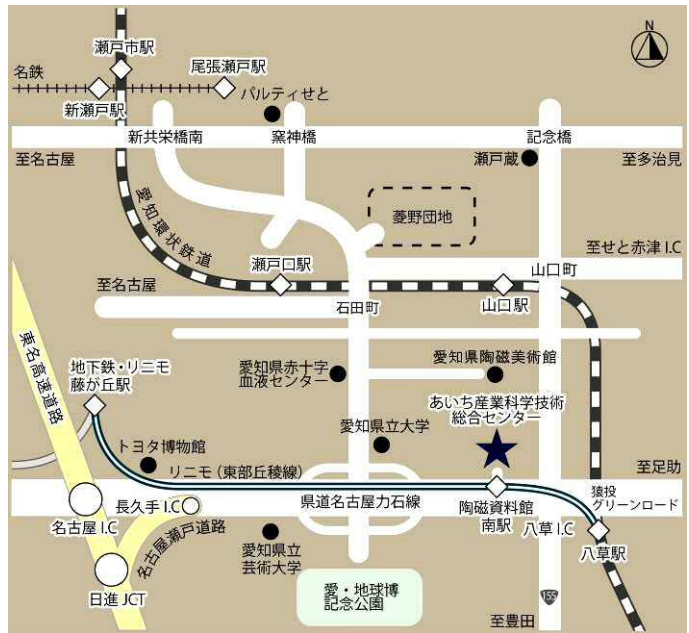 N
瀬戸市駅
名鉄
尾張瀬戸駅
新瀬戸駅
パルティせと
新共栄橋南
窯神橋
記念橋
至名古屋
瀬戸蔵
至多治見
愛知環状鉄道
菱野団地
至せと赤津I.C
瀬戸口駅
山口町
至名古屋
石田町
山口駅
東名高速道路
地下鉄・リニモ
藤が丘駅
愛知県赤十字
血液センター
愛知県陶磁美術館
あいち産業科学技術
総合センター
愛知県立大学
トヨタ博物館
リニモ(東部丘稜線)
至足助
長久手I.C
県道名古屋力石線
陶磁資料館
南駅
猿投
グリーンロード
名古屋I.C
名古屋瀬戸道路
八草I.C
八草駅
愛知県立
芸術大学
日進JCT
愛・地球博
記念公園
155
至豊田